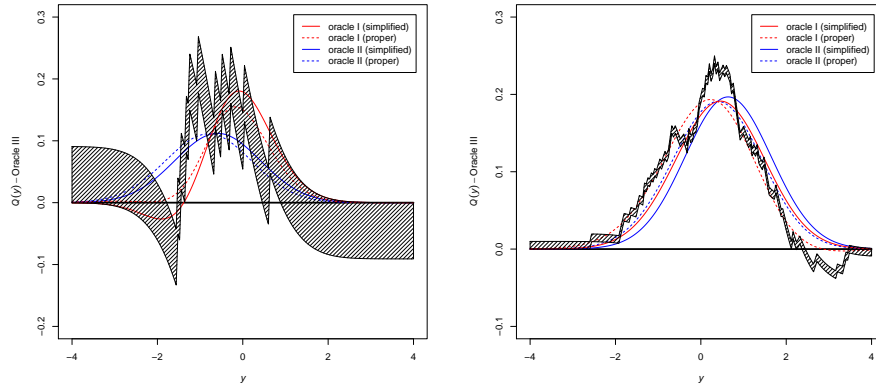 0.3
0.2
0.1
0.0
−0.1
−0.2
Q(y) − Oracle III
oracle I (simplified)
oracle I (proper)
oracle II (simplified)
oracle II (proper)
−4 −2 0 2 4
y
0.3
0.2
0.1
0.0
−0.1
Q(y) − Oracle III
oracle I (simplified)
oracle I (proper)
oracle II (simplified)
oracle II (proper)
−4 −2 0 2 4
y